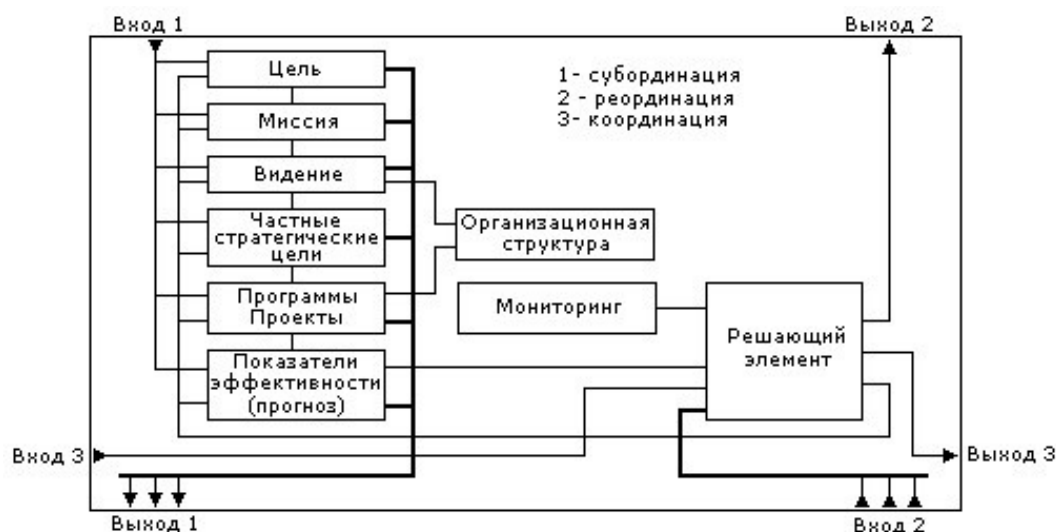 Вход 1
Выход 2
Цель
Миссия
Видение
Частные
стратегические
цели
Программы
Проекты
Показатели
эффективности
(прогноз)
1- субординация
2 - реординация
3- координация
Организационная
структура
Мониторинг
Решающий
элемент
Вход 3
Выход 3
Выход 1
Вход 2